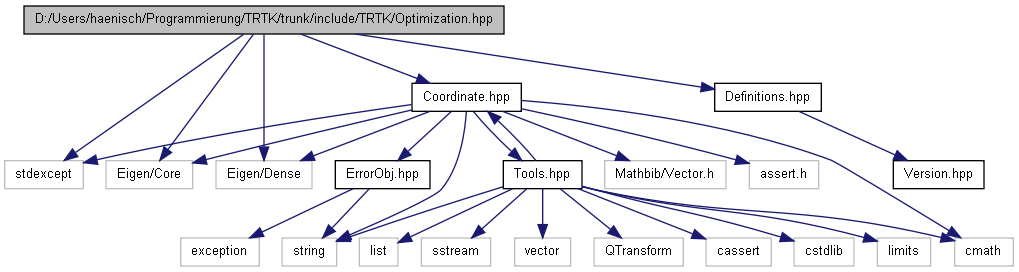 D:/Users/haenisch/Programmierung/TRTK/trunk/include/TRTK/Optimization.hpp
Coordinate.hpp
Definitions.hpp
stdexcept
Eigen/Core
Eigen/Dense
ErrorObj.hpp
Tools.hpp
Mathbib/Vector.h
assert.h
Version.hpp
exception
string
list
sstream
vector
QTransform
cassert
cstdlib
limits
cmath